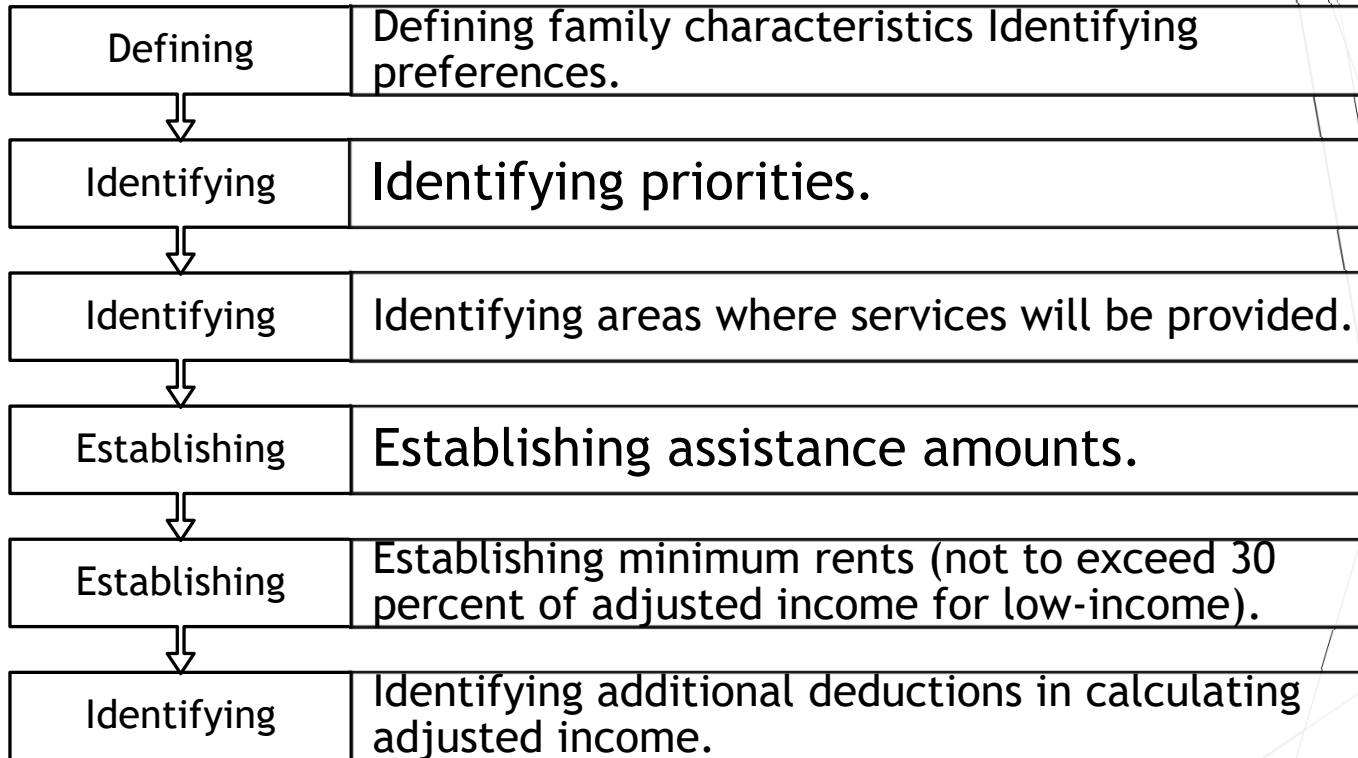 Defining
Defining family characteristics Identifying
preferences.
Identifying
Identifying priorities.
Identifying
Identifying areas where services will be provided.
Establishing
Establishing assistance amounts.
Establishing
Establishing minimum rents (not to exceed 30
percent of adjusted income for low-income).
Identifying
Identifying additional deductions in calculating
adjusted income.